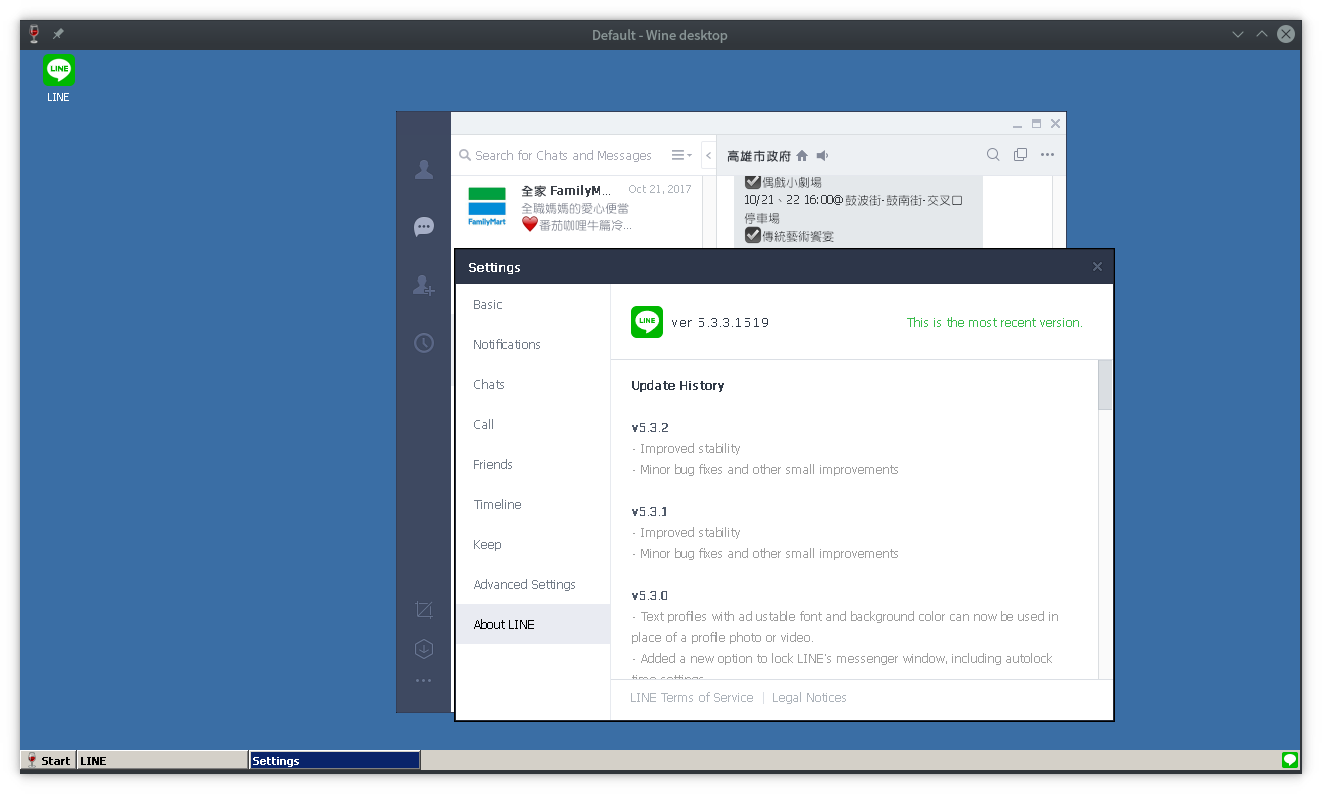 Default - Wine desktop
LINE
LINE
Search for Chats and Messages
高雄市政府
全家 FamilyM...
Oct 21, 2017
全職媽媽的愛心便當
❤番茄咖哩牛篇冷...
FamilyMart
☑偶戲小劇場
10/21、22 16:00@鼓波街-鼓南街-交叉口
停車場
☑傳統藝術饗宴
Settings
Basic
Notifications
Chats
Call
Friends
Timeline
Keep
Advanced Settings
About LINE
LINE
ver 5.3.3.1519
This is the most recent version.
Update History
v5.3.2
- Improved stability
- Minor bug fixes and other small improvements
v5.3.1
- Improved stability
- Minor bug fixes and other small improvements
v5.3.0
- Text profiles with ad ustable font and background color can now be used in
place of a profile photo or video.
- Added a new option to lock LINE's messenger window, including autolock
time settings
LINE Terms of Service | Legal Notices
Start
LINE
Settings